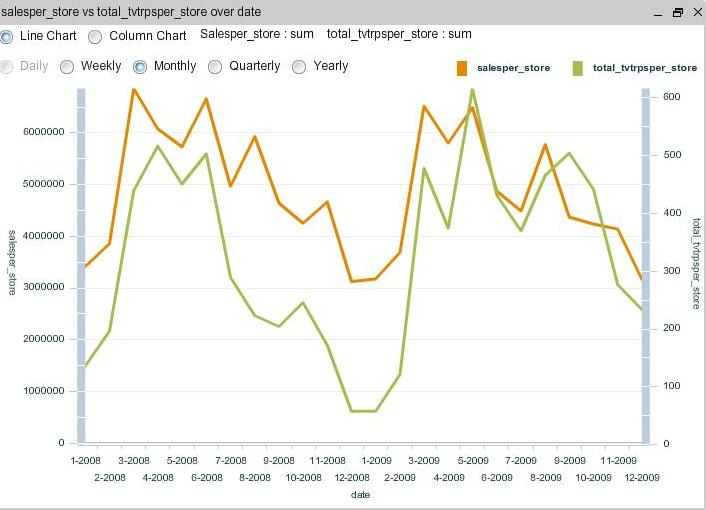 salesper_store vs total_tvtrpsper_store over date
Line Chart Column Chart Salesper_store : sum total_tvtrpsper_store : sum
Daily Weekly Monthly Quarterly Yearly
salesper_store total_tvtrpsper_store
6000000
5000000
4000000
3000000
2000000
1000000
0
salesper_store
600
500
400
300
200
100
0
total_tvtrpsper_store
1-2008 3-2008 5-2008 7-2008 9-2008 11-2008 1-2009 3-2009 5-2009 7-2009 9-2009 11-2009
2-2008 4-2008 6-2008 8-2008 10-2008 12-2008 2-2009 4-2009 6-2009 8-2009 10-2009 12-2009
date